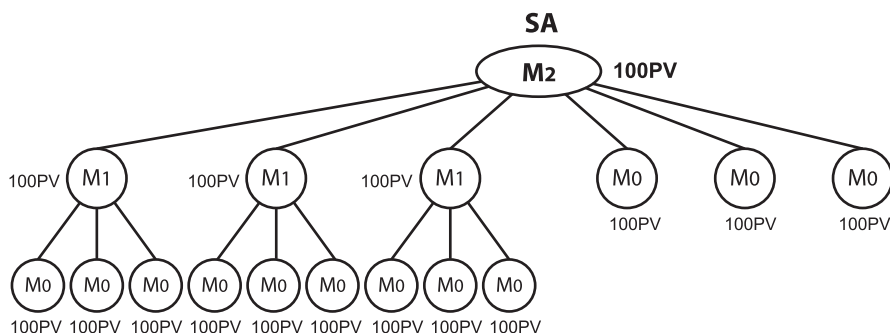 SA
M2 100PV
100PV M1 100PV M1 100PV M1 M0 M0 M0
100PV 100PV 100PV
M0 M0 M0 M0 M0 M0 M0 M0 M0
100PV 100PV 100PV 100PV 100PV 100PV 100PV 100PV 100PV